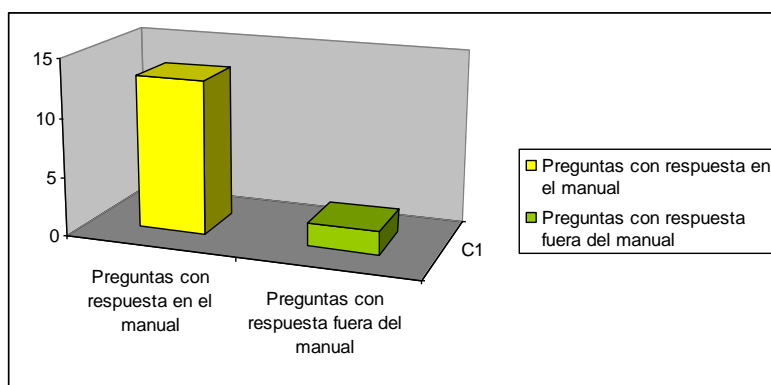 15
10
5
0
Preguntas con
respuesta en el
manual
Preguntas con
respuesta fuera del
manual
C1
Preguntas con respuesta en
el manual
Preguntas con respuesta
fuera del manual